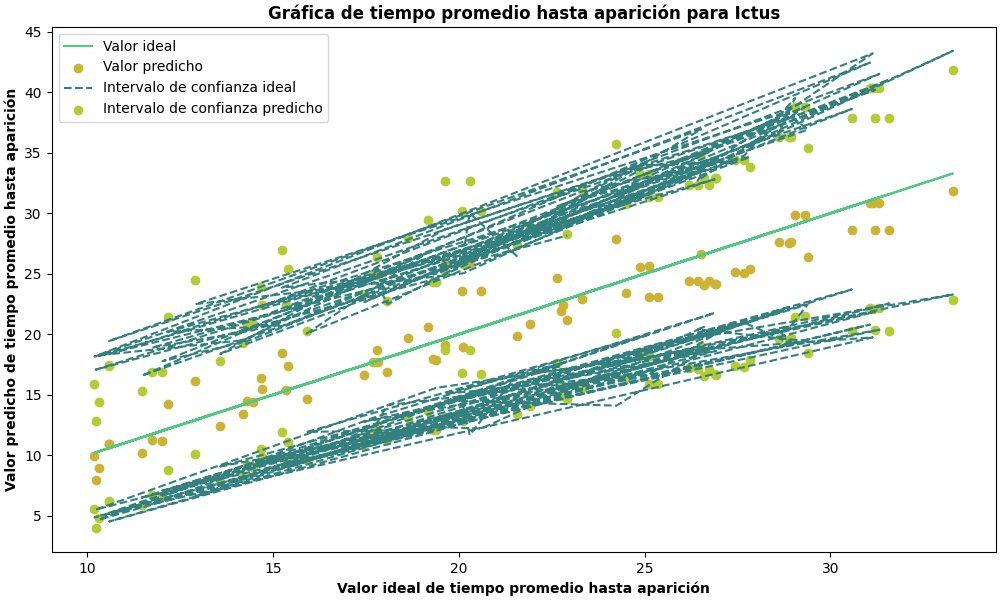 Gráfica de tiempo promedio hasta aparición para Ictus
Valor ideal
Valor predicho
Intervalo de confianza ideal
Intervalo de confianza predicho
Valor predicho de tiempo promedio hasta aparición
45
40
35
30
25
20
15
10
5
10 15 20 25 30
Valor ideal de tiempo promedio hasta aparición